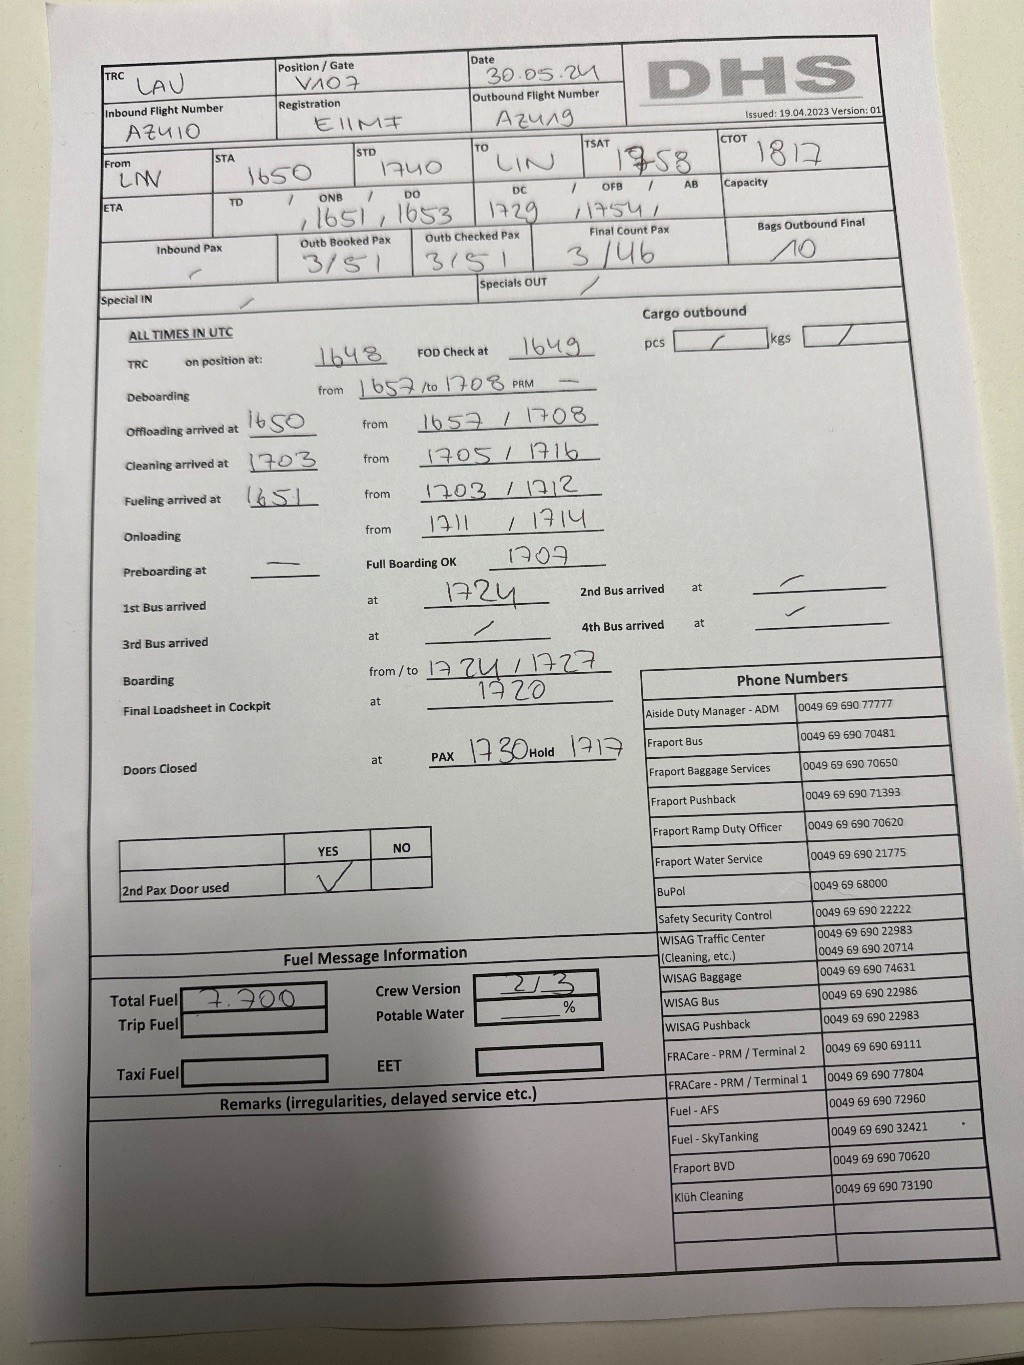 TRC LAU
Position / Gate V107
Date 30.05.24
DHS
Inbound Flight Number AZ410
Registration EIIMF
Outbound Flight Number AZ419
Issued: 19.04.2023 Version: 01
From LIN
STA 1650
STD 1740
TO LIN
TSAT 1758
CTOT 1817
ETA
TD / ONB / DO
, 1651 , 1653
DC / OFB / AB
1729 / 1754 /
Capacity
Inbound Pax /
Outb Booked Pax 3/51
Outb Checked Pax 3/51
Final Count Pax 3/46
Bags Outbound Final 10
Special IN /
Specials OUT /
ALL TIMES IN UTC
Cargo outbound
pcs / kgs /
TRC on position at: 1648 FOD Check at 1649
Deboarding from 1657 /to 1708 PRM —
Offloading arrived at 1650 from 1657 / 1708
Cleaning arrived at 1703 from 1705 / 1716
Fueling arrived at 1651 from 1703 / 1712
Onloading from 1711 / 1714
Preboarding at — Full Boarding OK 1707
1st Bus arrived at 1724 2nd Bus arrived at /
3rd Bus arrived at / 4th Bus arrived at /
Boarding from / to 1724 / 1727
Final Loadsheet in Cockpit at 1720
Doors Closed at PAX 1730 Hold 1717
YES NO
2nd Pax Door used ✓
Fuel Message Information
Total Fuel 7.700
Crew Version 2/3
Trip Fuel
Potable Water ____ %
Taxi Fuel
EET
Remarks (irregularities, delayed service etc.)
Phone Numbers
Aiside Duty Manager - ADM 0049 69 690 77777
Fraport Bus 0049 69 690 70481
Fraport Baggage Services 0049 69 690 70650
Fraport Pushback 0049 69 690 71393
Fraport Ramp Duty Officer 0049 69 690 70620
Fraport Water Service 0049 69 690 21775
BuPol 0049 69 68000
Safety Security Control 0049 69 690 22222
WISAG Traffic Center 0049 69 690 22983
(Cleaning, etc.) 0049 69 690 20714
WISAG Baggage 0049 69 690 74631
WISAG Bus 0049 69 690 22986
WISAG Pushback 0049 69 690 22983
FRACare - PRM / Terminal 2 0049 69 690 69111
FRACare - PRM / Terminal 1 0049 69 690 77804
Fuel - AFS 0049 69 690 72960
Fuel - SkyTanking 0049 69 690 32421
Fraport BVD 0049 69 690 70620
Klüh Cleaning 0049 69 690 73190